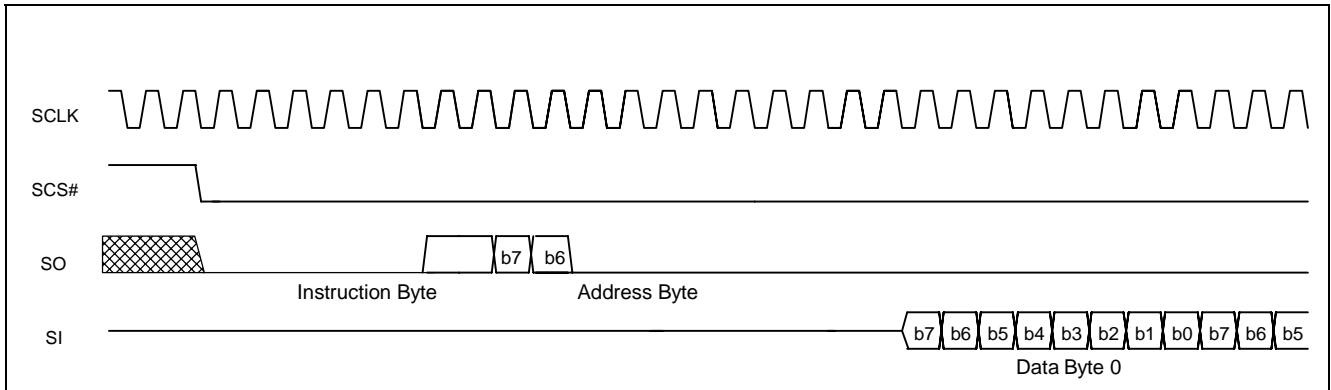 SCLK
SCS#
SO b7 b6
Instruction Byte Address Byte
SI b7 b6 b5 b4 b3 b2 b1 b0 b7 b6 b5
Data Byte 0